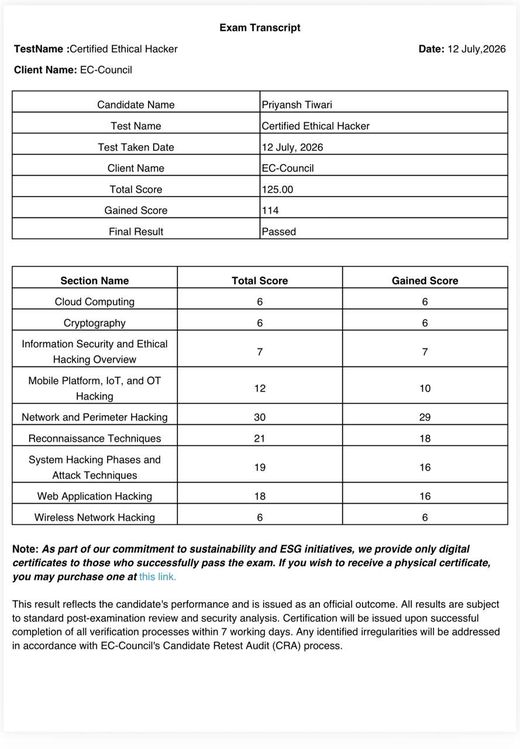 Exam Transcript
TestName :Certified Ethical Hacker Date: 12 July,2026
Client Name: EC-Council
Candidate Name Priyansh Tiwari
Test Name Certified Ethical Hacker
Test Taken Date 12 July, 2026
Client Name EC-Council
Total Score 125.00
Gained Score 114
Final Result Passed
Section Name Total Score Gained Score
Cloud Computing 6 6
Cryptography 6 6
Information Security and Ethical
Hacking Overview 7 7
Mobile Platform, IoT, and OT
Hacking 12 10
Network and Perimeter Hacking 30 29
Reconnaissance Techniques 21 18
System Hacking Phases and
Attack Techniques 19 16
Web Application Hacking 18 16
Wireless Network Hacking 6 6
Note: As part of our commitment to sustainability and ESG initiatives, we provide only digital
certificates to those who successfully pass the exam. If you wish to receive a physical certificate,
you may purchase one at this link.
This result reflects the candidate's performance and is issued as an official outcome. All results are subject
to standard post-examination review and security analysis. Certification will be issued upon successful
completion of all verification processes within 7 working days. Any identified irregularities will be addressed
in accordance with EC-Council's Candidate Retest Audit (CRA) process.